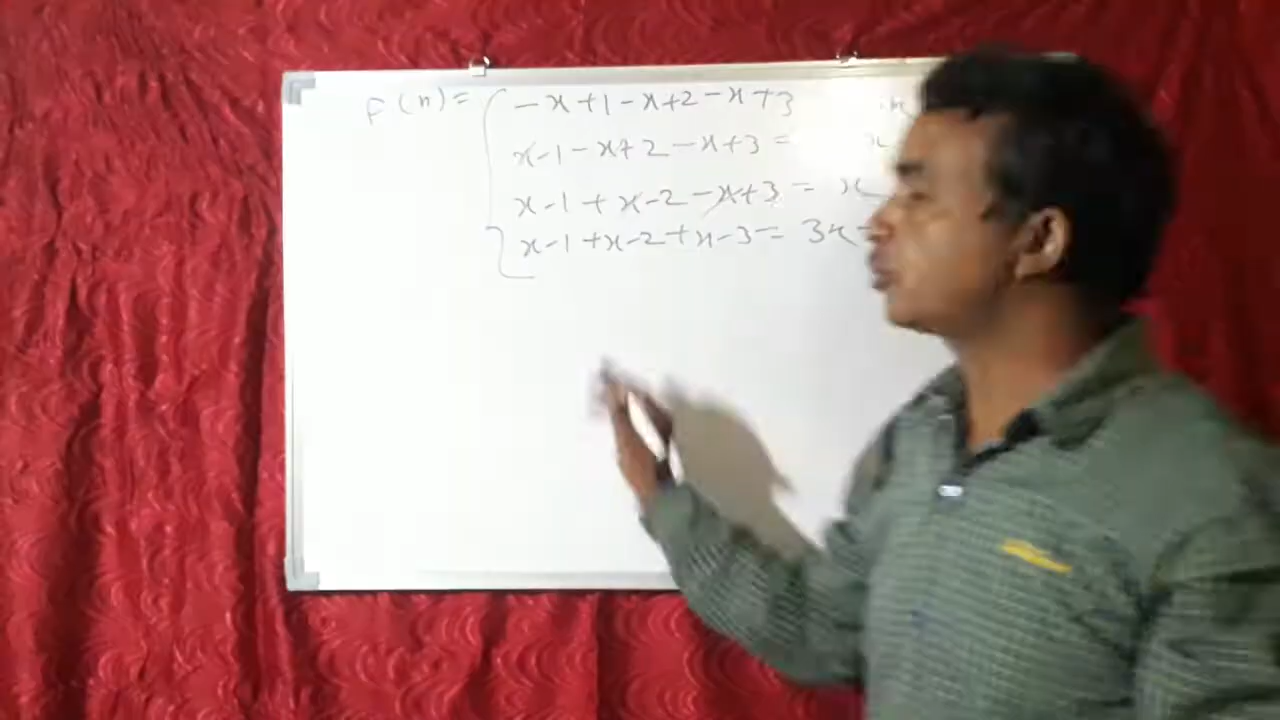 F(x) = { -x+1-x+2-x+3
x-1-x+2-x+3 = x
x-1+x-2-x+3 = x
x-1+x-2+x-3 = 3x